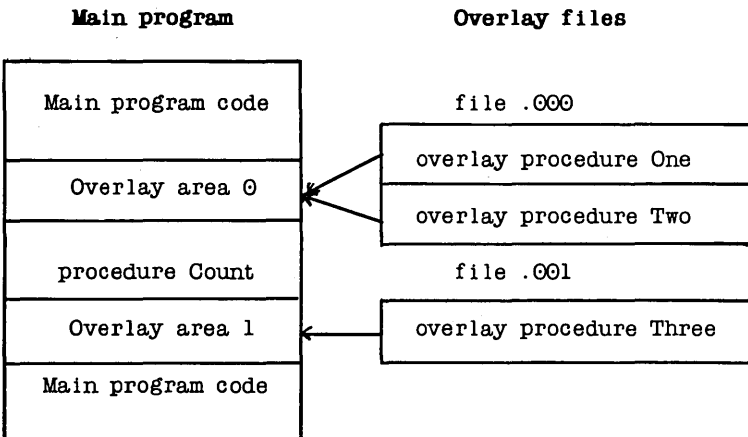 Main program
Overlay files
Main program code
file .000
overlay procedure One
Overlay area 0
overlay procedure Two
procedure Count
file .001
Overlay area 1
overlay procedure Three
Main program code